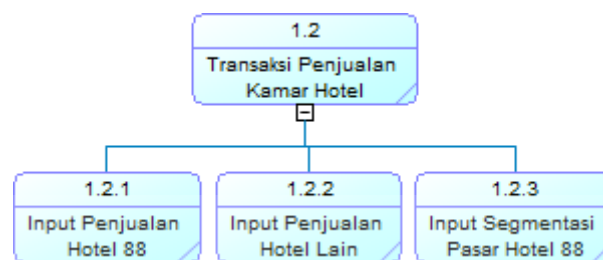 1.2
Transaksi Penjualan
Kamar Hotel
1.2.1
Input Penjualan
Hotel 88
1.2.2
Input Penjualan
Hotel Lain
1.2.3
Input Segmentasi
Pasar Hotel 88